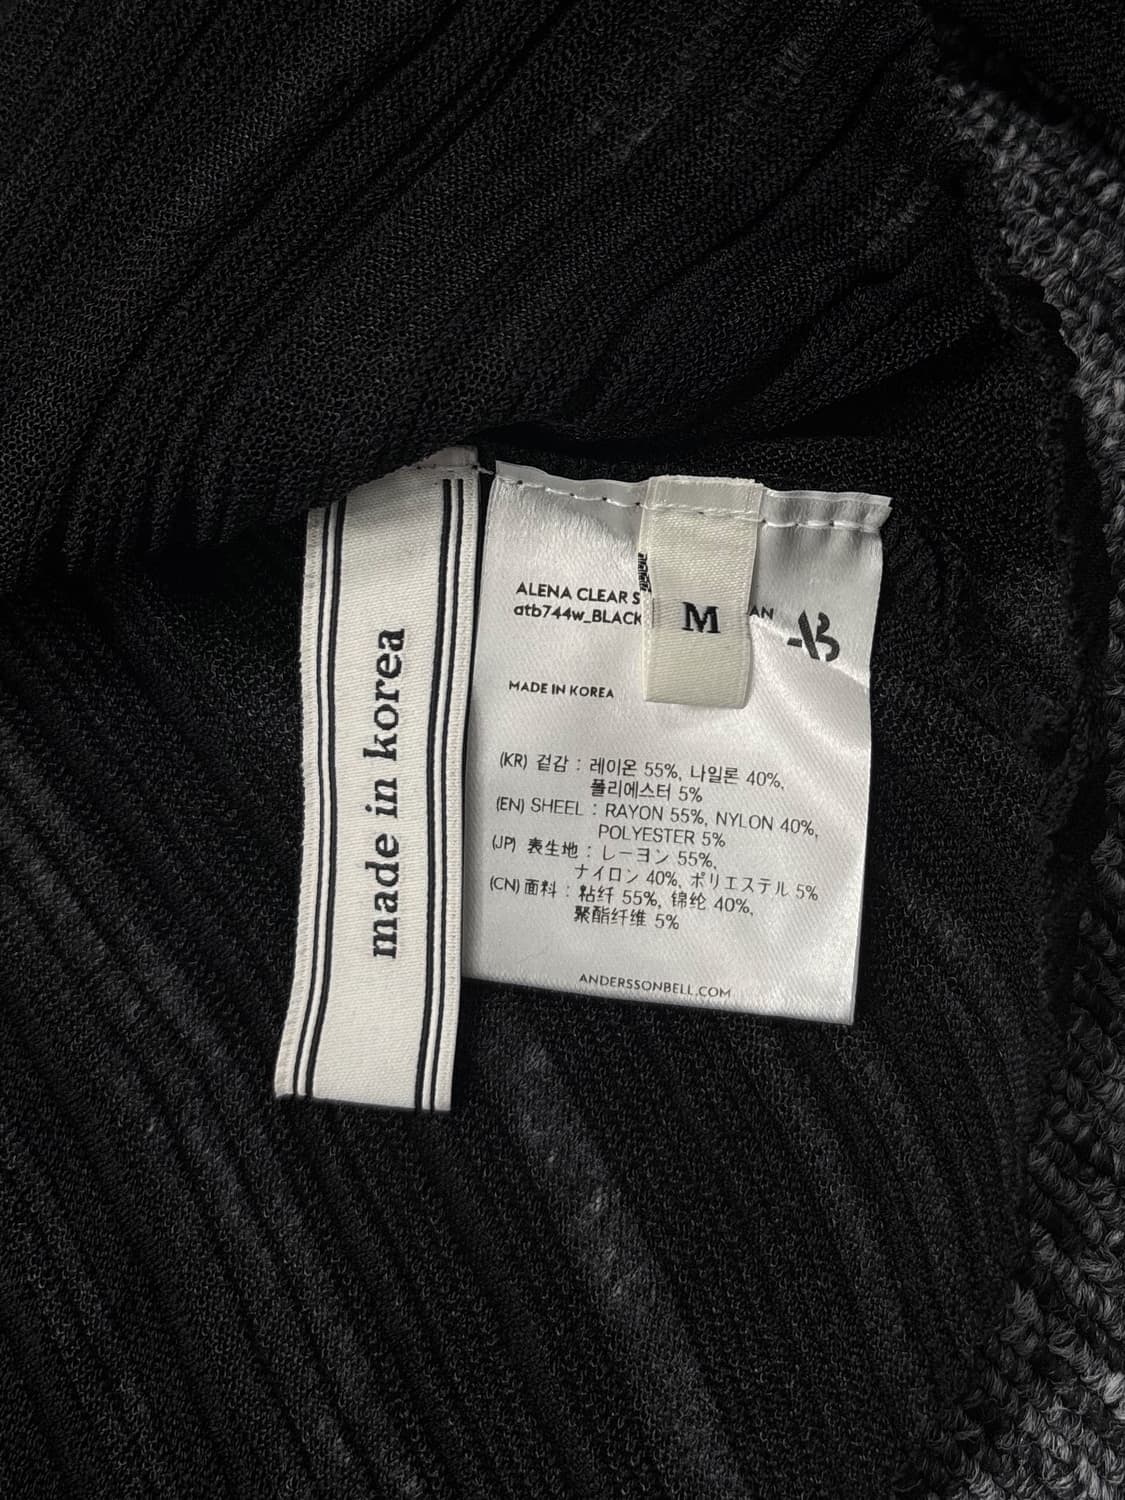 made in korea
M
ALENA CLEAR
atb744w_BLACK
MADE IN KOREA
(KR) 겉감 : 레이온 55%, 나일론 40%,
폴리에스터 5%
(EN) SHEEL : RAYON 55%, NYLON 40%,
POLYESTER 5%
(JP) 表生地 : レーヨン 55%,
ナイロン 40%, ポリエステル 5%
(CN) 面料 : 粘纤 55%, 锦纶 40%,
聚酯纤维 5%
ANDERSSONBELL.COM